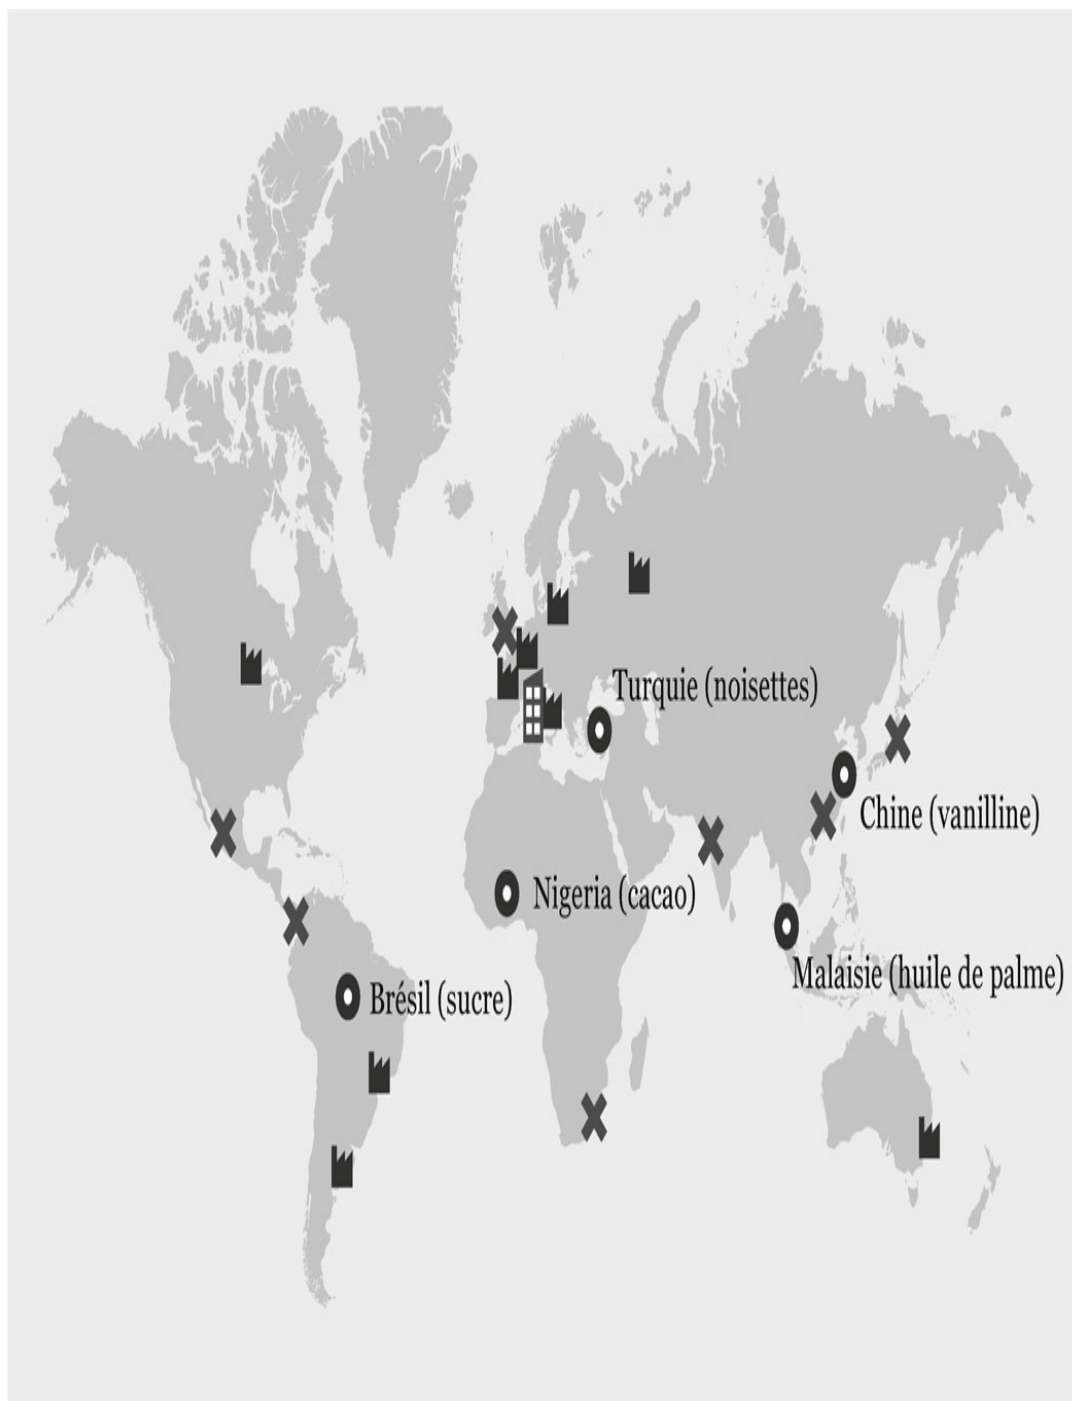 Turquie (noisettes)
Chine (vanilline)
Nigeria (cacao)
Malaisie (huile de palme)
Brésil (sucre)